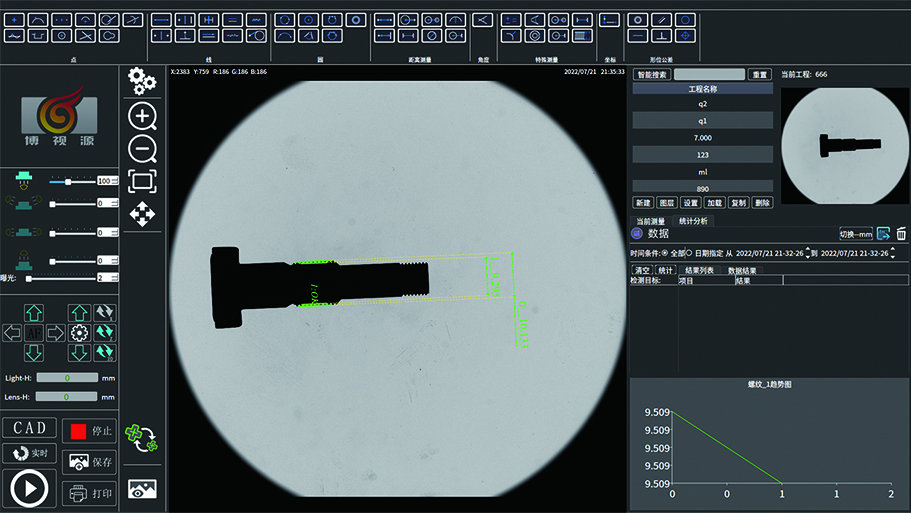 点
线
圆
距离测量
角度
特殊测量
坐标
形位公差
X:2383 Y:759 R:186 G:186 B:186
2022/07/21 21:35:33
博视源
100
0
0
0
曝光:
2
AF
Light-H:
0
mm
Lens-H:
0
mm
CAD
停止
实时
保存
打印
智能搜索
重置
当前工程: 666
工程名称
q2
q1
7.000
123
ml
890
新建
图层
设置
加载
复制
删除
当前测量
统计分析
数据
切换--mm
时间条件:
全部
日期指定 从 2022/07/21 21-32-26
到 2022/07/21 21-32-26
清空
统计
结果列表
数据结果
检测目标:
项目
结果
螺纹_1趋势图
9.509
9.509
9.509
9.509
9.509
0
0
1
1
2